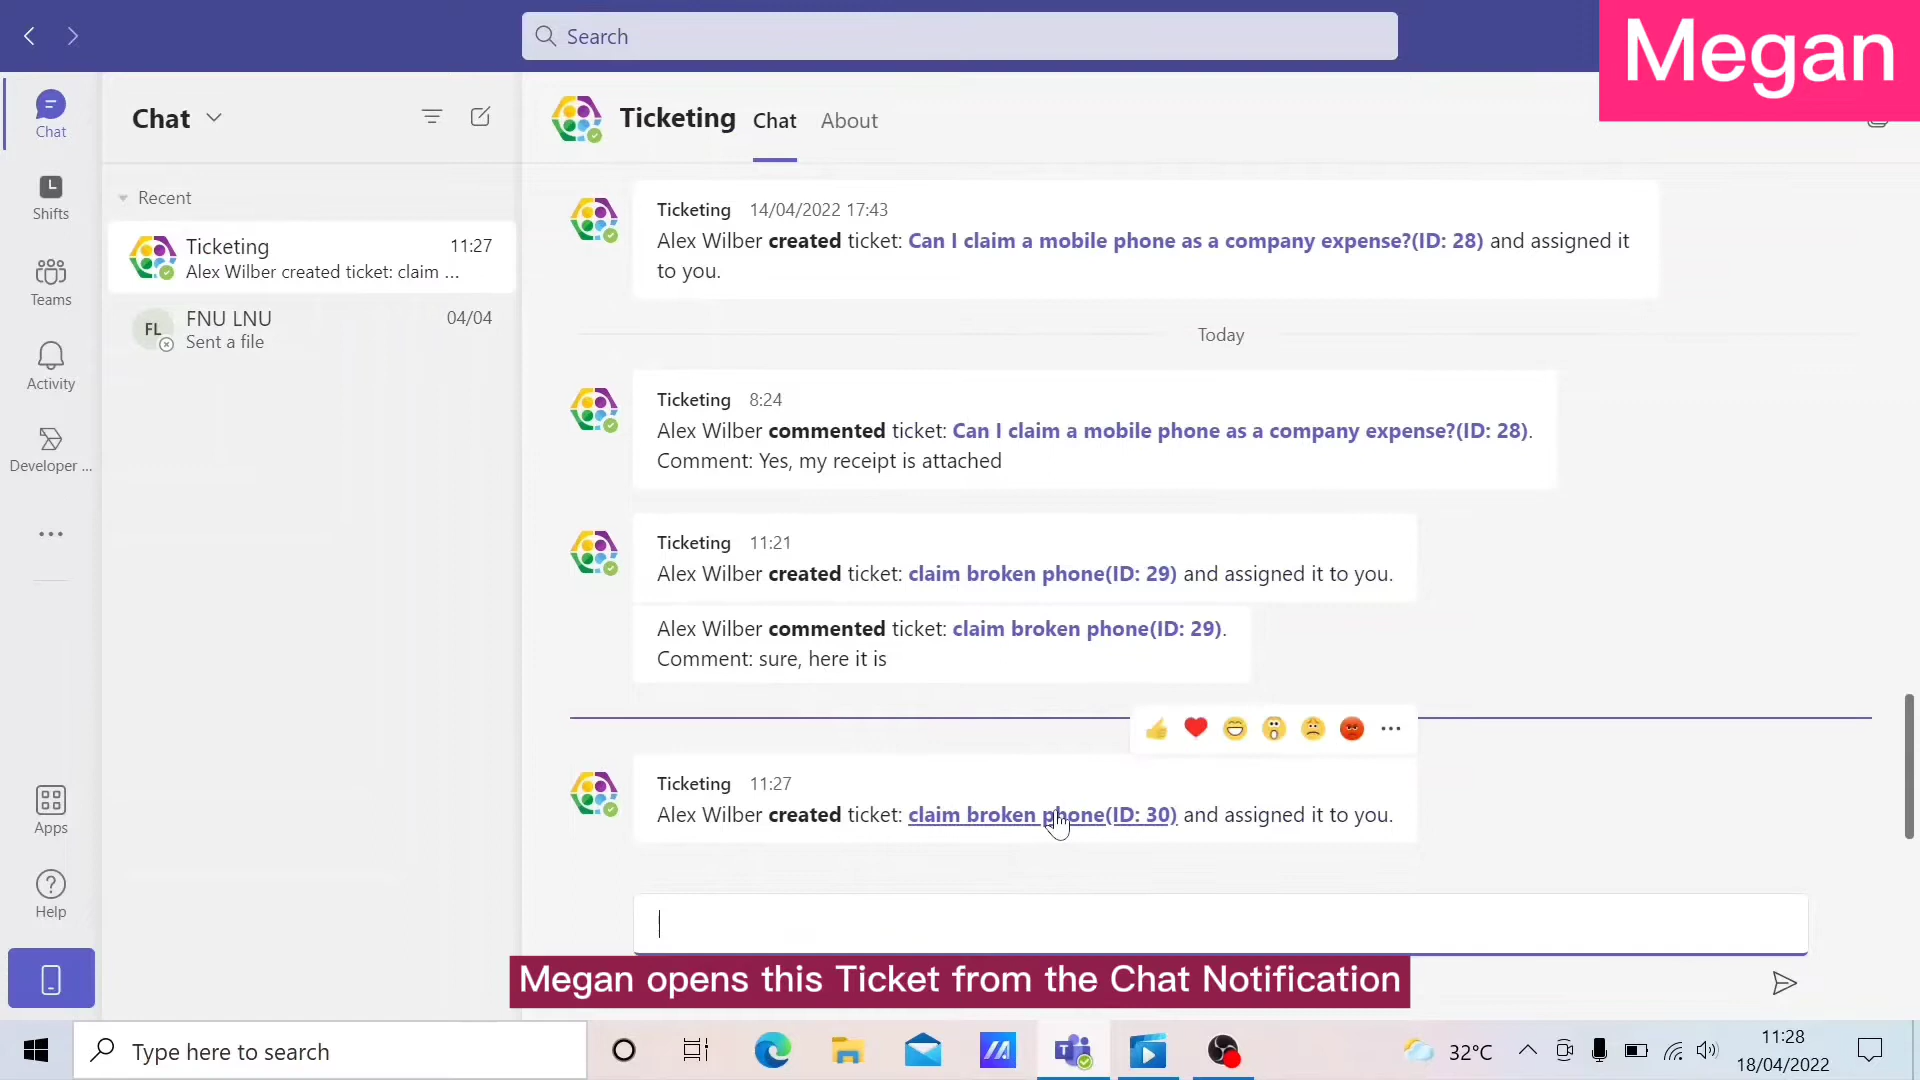 Search
Megan
Chat
Shifts
Teams
Activity
Developer ...
Apps
Help
Chat
Recent
Ticketing 11:27
Alex Wilber created ticket: claim ...
FL
FNU LNU 04/04
Sent a file
Ticketing Chat About
Ticketing 14/04/2022 17:43
Alex Wilber created ticket: Can I claim a mobile phone as a company expense?(ID: 28) and assigned it
to you.
Today
Ticketing 8:24
Alex Wilber commented ticket: Can I claim a mobile phone as a company expense?(ID: 28).
Comment: Yes, my receipt is attached
Ticketing 11:21
Alex Wilber created ticket: claim broken phone(ID: 29) and assigned it to you.
Alex Wilber commented ticket: claim broken phone(ID: 29).
Comment: sure, here it is
Ticketing 11:27
Alex Wilber created ticket: claim broken phone(ID: 30) and assigned it to you.
Megan opens this Ticket from the Chat Notification
Type here to search
32°C
11:28
18/04/2022